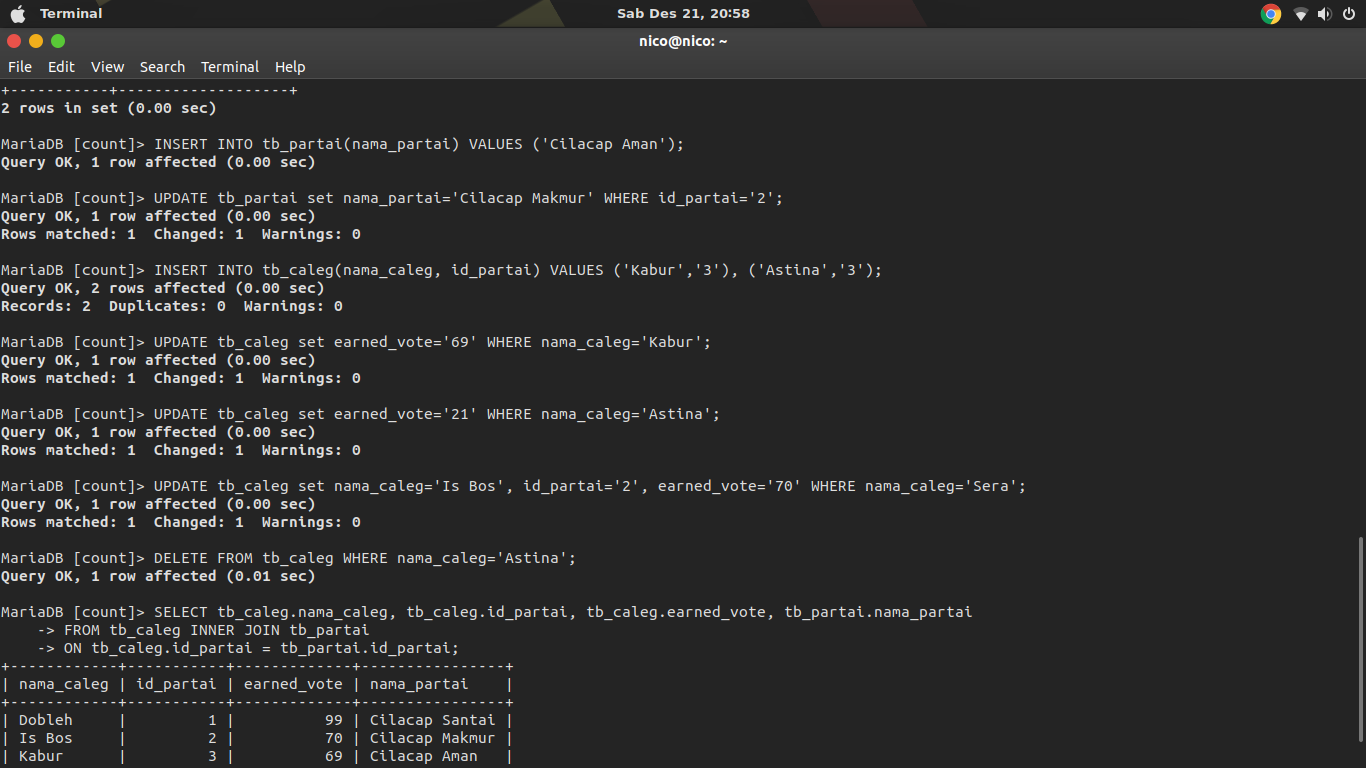 Terminal
Sab Des 21, 20:58
nico@nico: ~
File Edit View Search Terminal Help
+-----------+-------------------+
2 rows in set (0.00 sec)
MariaDB [count]> INSERT INTO tb_partai(nama_partai) VALUES ('Cilacap Aman');
Query OK, 1 row affected (0.00 sec)
MariaDB [count]> UPDATE tb_partai set nama_partai='Cilacap Makmur' WHERE id_partai='2';
Query OK, 1 row affected (0.00 sec)
Rows matched: 1  Changed: 1  Warnings: 0
MariaDB [count]> INSERT INTO tb_caleg(nama_caleg, id_partai) VALUES ('Kabur','3'), ('Astina','3');
Query OK, 2 rows affected (0.00 sec)
Records: 2  Duplicates: 0  Warnings: 0
MariaDB [count]> UPDATE tb_caleg set earned_vote='69' WHERE nama_caleg='Kabur';
Query OK, 1 row affected (0.00 sec)
Rows matched: 1  Changed: 1  Warnings: 0
MariaDB [count]> UPDATE tb_caleg set earned_vote='21' WHERE nama_caleg='Astina';
Query OK, 1 row affected (0.00 sec)
Rows matched: 1  Changed: 1  Warnings: 0
MariaDB [count]> UPDATE tb_caleg set nama_caleg='Is Bos', id_partai='2', earned_vote='70' WHERE nama_caleg='Sera';
Query OK, 1 row affected (0.00 sec)
Rows matched: 1  Changed: 1  Warnings: 0
MariaDB [count]> DELETE FROM tb_caleg WHERE nama_caleg='Astina';
Query OK, 1 row affected (0.01 sec)
MariaDB [count]> SELECT tb_caleg.nama_caleg, tb_caleg.id_partai, tb_caleg.earned_vote, tb_partai.nama_partai
    -> FROM tb_caleg INNER JOIN tb_partai
    -> ON tb_caleg.id_partai = tb_partai.id_partai;
+------------+-----------+-------------+----------------+
| nama_caleg | id_partai | earned_vote | nama_partai    |
+------------+-----------+-------------+----------------+
| Dobleh     |         1 |          99 | Cilacap Santai |
| Is Bos     |         2 |          70 | Cilacap Makmur |
| Kabur      |         3 |          69 | Cilacap Aman   |